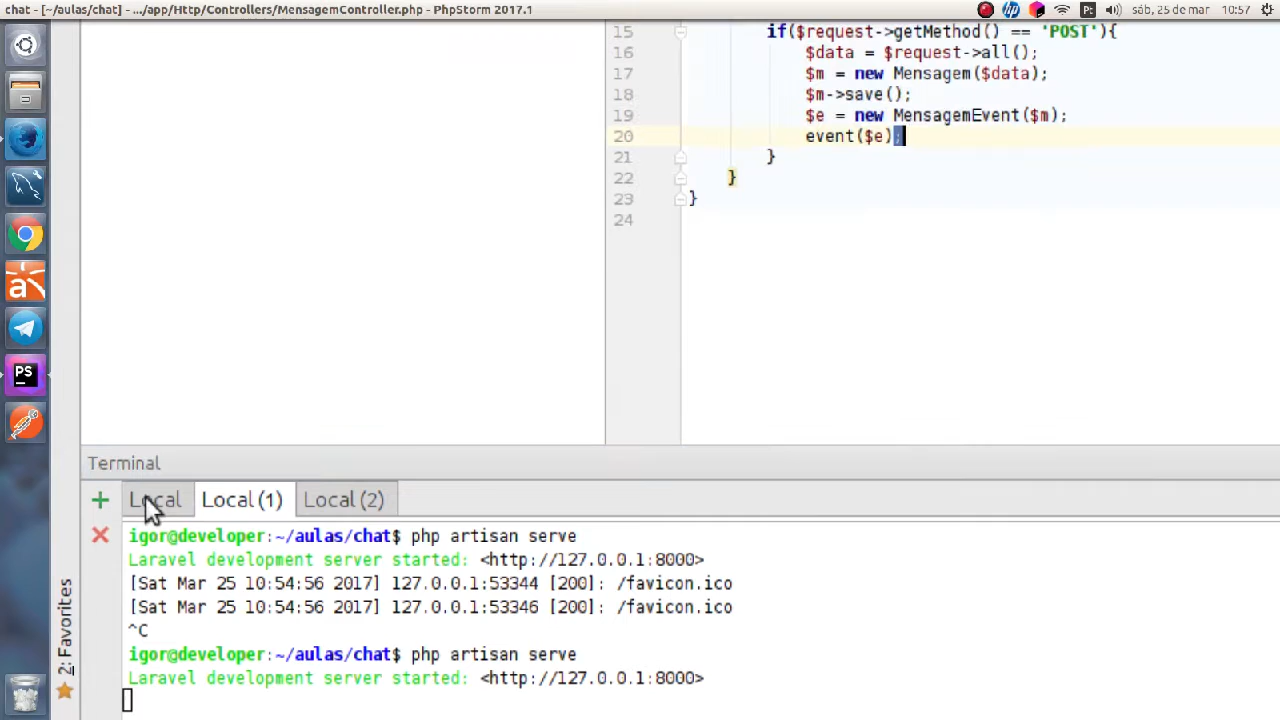 chat - [~/aulas/chat] - .../app/Http/Controllers/MensagemController.php - PhpStorm 2017.1
Pt
sáb, 25 de mar
10:57
15 if($request->getMethod() == 'POST'){
16 $data = $request->all();
17 $m = new Mensagem($data);
18 $m->save();
19 $e = new MensagemEvent($m);
20 event($e);
21 }
22 }
23 }
24
PS
2: Favorites
Terminal
Local
Local (1)
Local (2)
igor@developer:~/aulas/chat$ php artisan serve
Laravel development server started: <http://127.0.0.1:8000>
[Sat Mar 25 10:54:56 2017] 127.0.0.1:53344 [200]: /favicon.ico
[Sat Mar 25 10:54:56 2017] 127.0.0.1:53346 [200]: /favicon.ico
^C
igor@developer:~/aulas/chat$ php artisan serve
Laravel development server started: <http://127.0.0.1:8000>